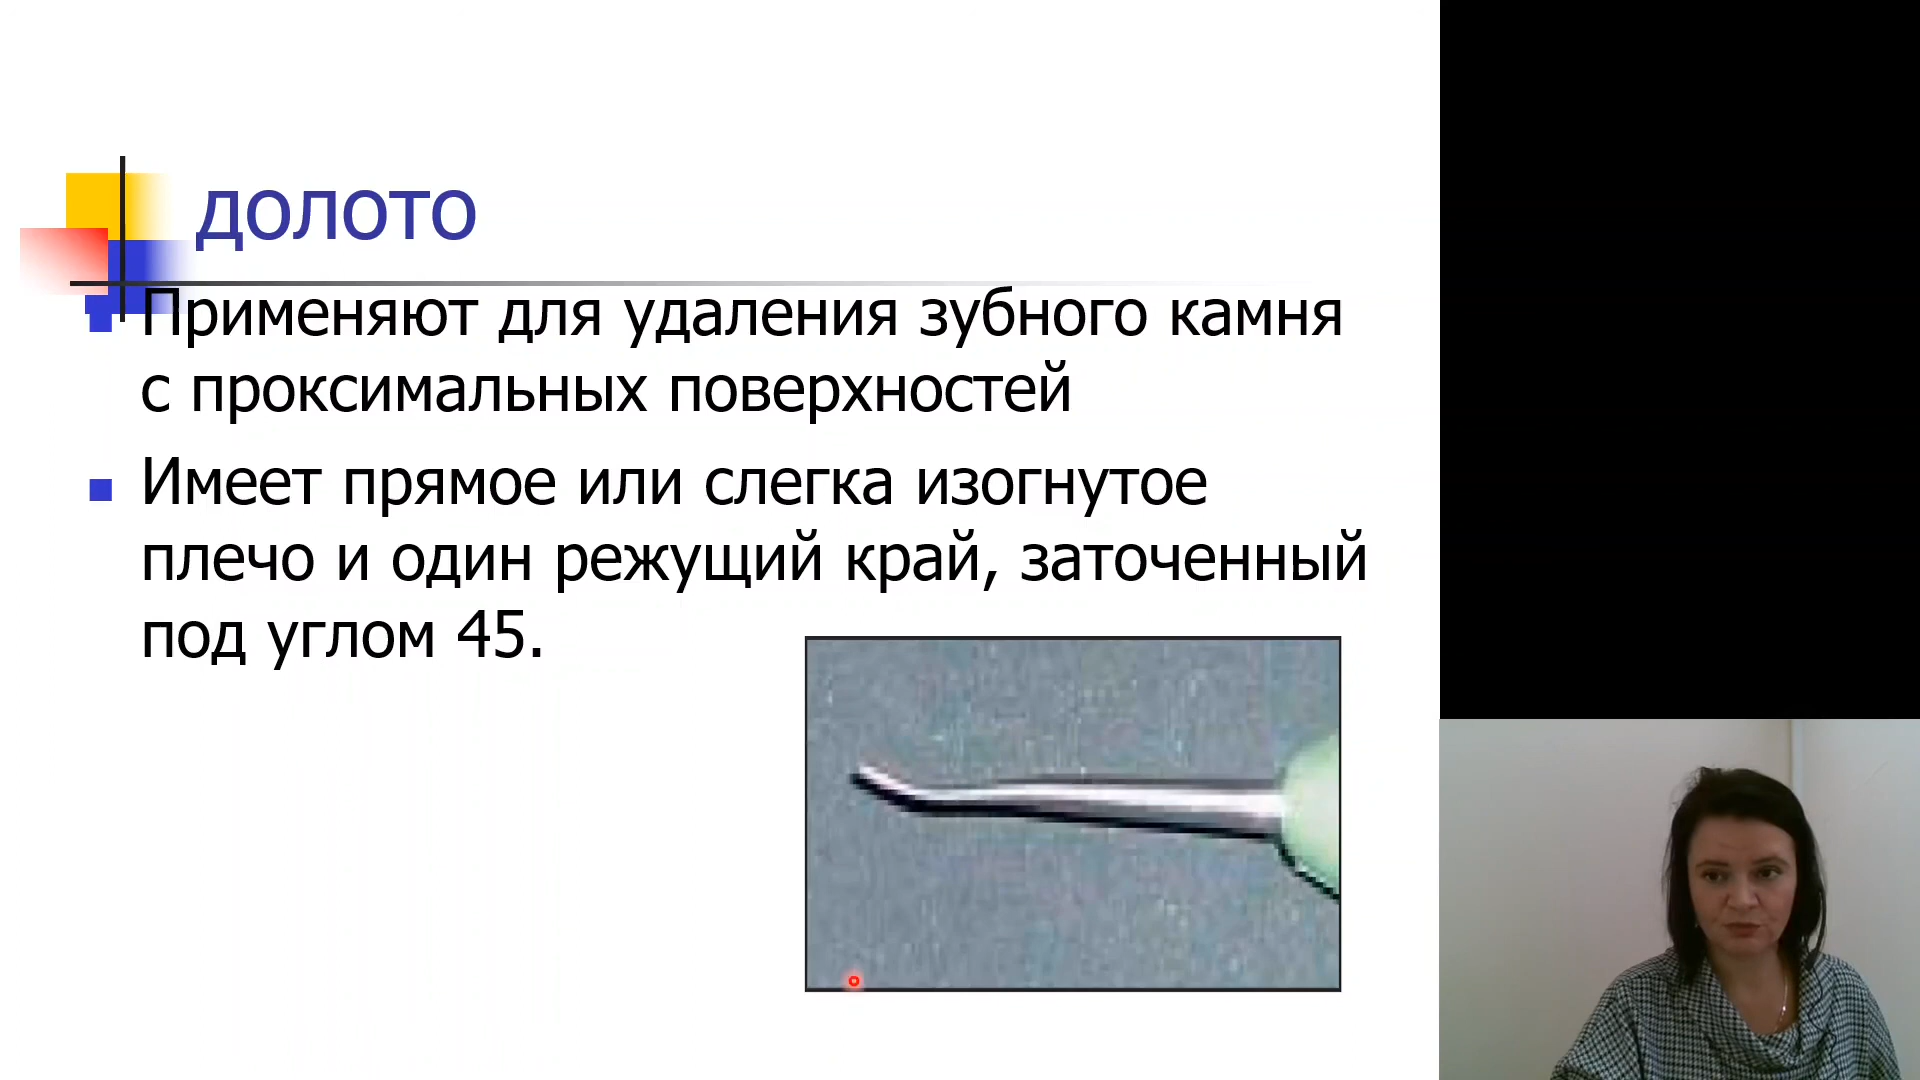 долото
Применяют для удаления зубного камня
с проксимальных поверхностей
Имеет прямое или слегка изогнутое
плечо и один режущий край, заточенный
под углом 45.